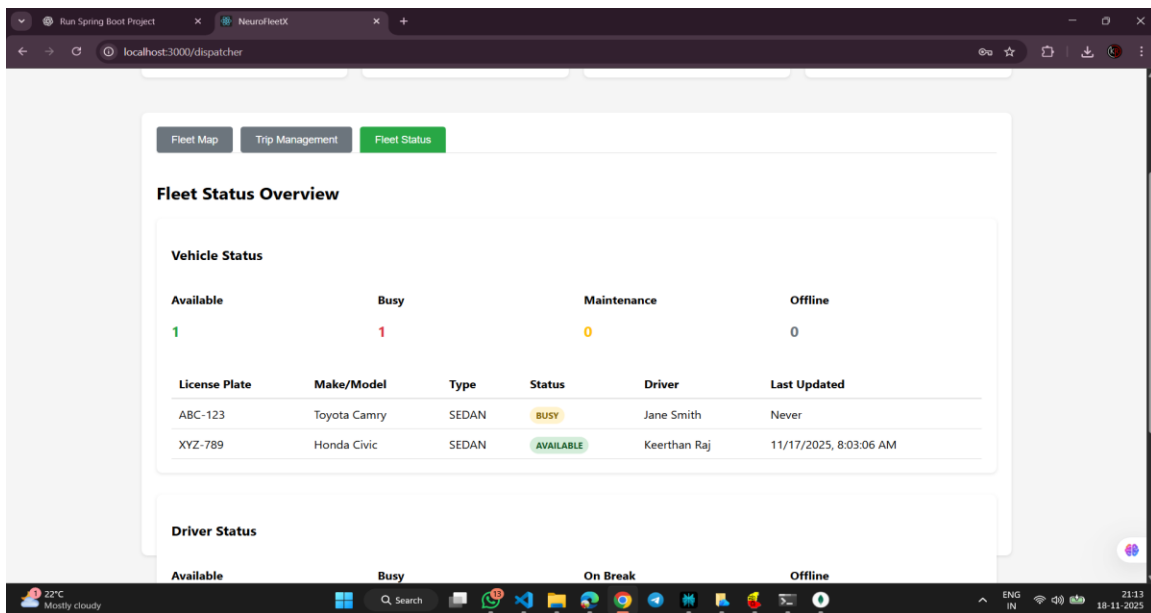 Run Spring Boot Project
NeuroFleetX
localhost:3000/dispatcher
Fleet Map Trip Management Fleet Status
Fleet Status Overview
Vehicle Status
Available Busy Maintenance Offline
1 1 0 0
License Plate Make/Model Type Status Driver Last Updated
ABC-123 Toyota Camry SEDAN BUSY Jane Smith Never
XYZ-789 Honda Civic SEDAN AVAILABLE Keerthan Raj 11/17/2025, 8:03:06 AM
Driver Status
Available Busy On Break Offline
1
22°C
Mostly cloudy
Search
13
ENG
IN
21:13
18-11-2025